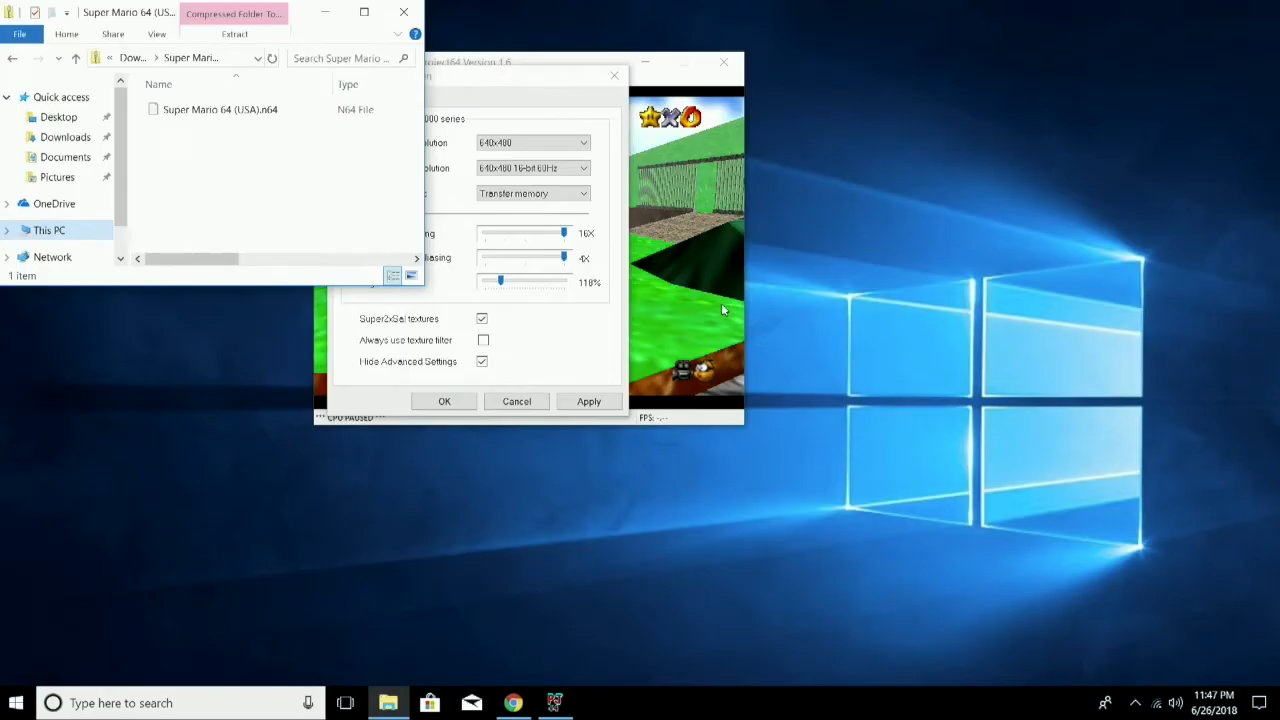 Super Mario 64 (US...
Compressed Folder To...
File
Home
Share
View
Extract
Dow...
Super Mari...
Search Super Mario ...
Name
Type
Super Mario 64 (USA).n64
N64 File
Quick access
Desktop
Downloads
Documents
Pictures
OneDrive
This PC
Network
1 item
Project64 Version 1.6
000 series
lution
640x480
olution
640x480 16-bit 60Hz
Transfer memory
ing
16X
liasing
4X
118%
Super2xSal textures
Always use texture filter
Hide Advanced Settings
OK
Cancel
Apply
*** CPU PAUSED ***
FPS: -.--
Type here to search
11:47 PM
6/26/2018